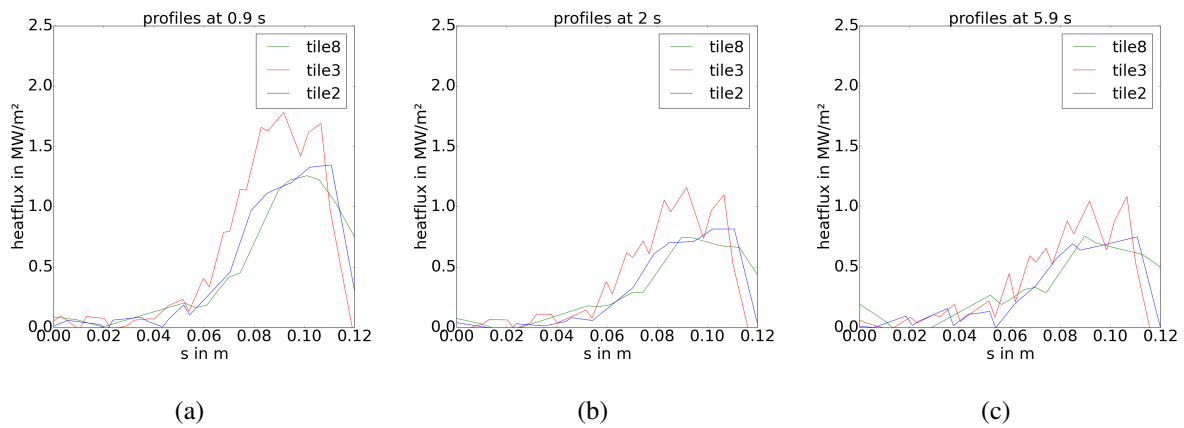 profiles at 0.9 s
2.5
2.0
1.5
1.0
0.5
0.0
heatflux in MW/m²
tile8
tile3
tile2
0.00 0.02 0.04 0.06 0.08 0.10 0.12
s in m
(a)
profiles at 2 s
2.5
2.0
1.5
1.0
0.5
0.0
heatflux in MW/m²
tile8
tile3
tile2
0.00 0.02 0.04 0.06 0.08 0.10 0.12
s in m
(b)
profiles at 5.9 s
2.5
2.0
1.5
1.0
0.5
0.0
heatflux in MW/m²
tile8
tile3
tile2
0.00 0.02 0.04 0.06 0.08 0.10 0.12
s in m
(c)